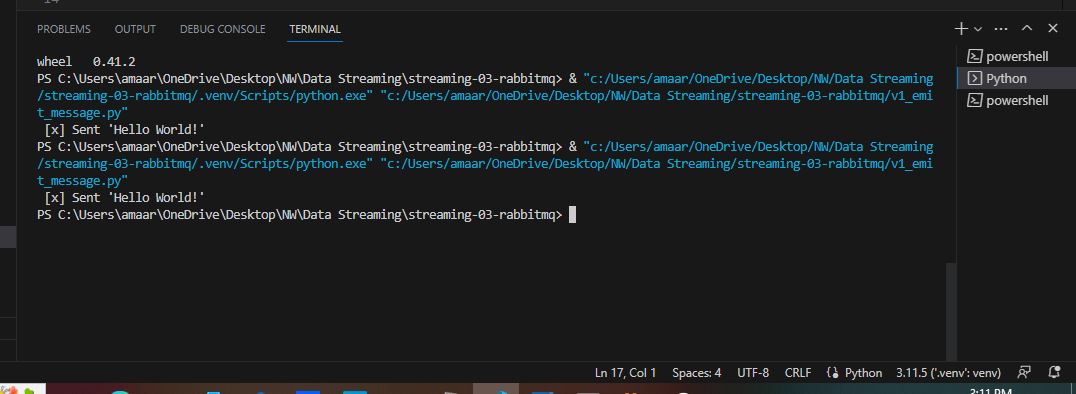 14
PROBLEMS OUTPUT DEBUG CONSOLE TERMINAL
wheel 0.41.2
PS C:\Users\amaar\OneDrive\Desktop\NW\Data Streaming\streaming-03-rabbitmq> & "c:/Users/amaar/OneDrive/Desktop/NW/Data Streaming
/streaming-03-rabbitmq/.venv/Scripts/python.exe" "c:/Users/amaar/OneDrive/Desktop/NW/Data Streaming/streaming-03-rabbitmq/v1_emi
t_message.py"
[x] Sent 'Hello World!'
PS C:\Users\amaar\OneDrive\Desktop\NW\Data Streaming\streaming-03-rabbitmq> & "c:/Users/amaar/OneDrive/Desktop/NW/Data Streaming
/streaming-03-rabbitmq/.venv/Scripts/python.exe" "c:/Users/amaar/OneDrive/Desktop/NW/Data Streaming/streaming-03-rabbitmq/v1_emi
t_message.py"
[x] Sent 'Hello World!'
PS C:\Users\amaar\OneDrive\Desktop\NW\Data Streaming\streaming-03-rabbitmq>
powershell
Python
powershell
Ln 17, Col 1 Spaces: 4 UTF-8 CRLF Python 3.11.5 ('.venv': venv)
3:11 PM